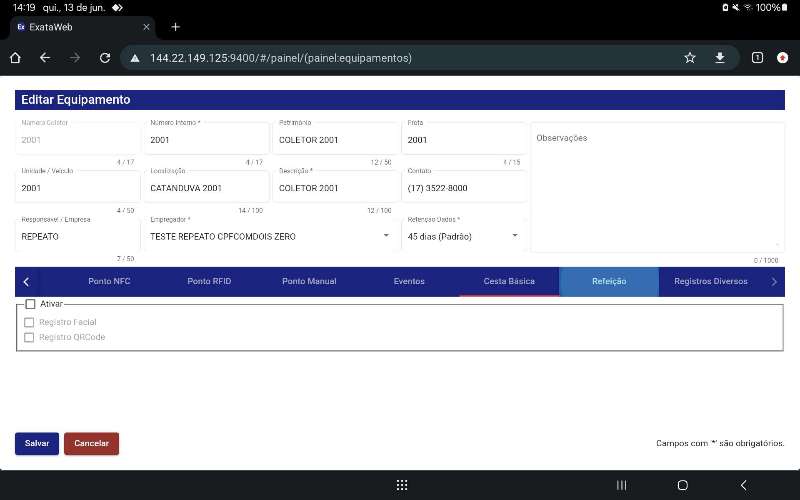 14:19 qui., 13 de jun. 100%
Ex ExataWeb
144.22.149.125:9400/#/painel/(painel:equipamentos)
1
Editar Equipamento
Número Coletor
2001
4 / 17
Número Interno *
2001
4 / 17
Patrimônio
COLETOR 2001
12 / 50
Frota
2001
4 / 15
Observações
0 / 1000
Unidade / Veículo
2001
4 / 50
Localização
CATANDUVA 2001
14 / 100
Descrição *
COLETOR 2001
12 / 100
Contato
(17) 3522-8000
Responsável / Empresa
REPEATO
7 / 50
Empregador *
TESTE REPEATO CPFCOMDOIS ZERO
Retenção Dados *
45 dias (Padrão)
Ponto NFC Ponto RFID Ponto Manual Eventos Cesta Básica Refeição Registros Diversos
Ativar
Registro Facial
Registro QRCode
Salvar Cancelar
Campos com '*' são obrigatórios.